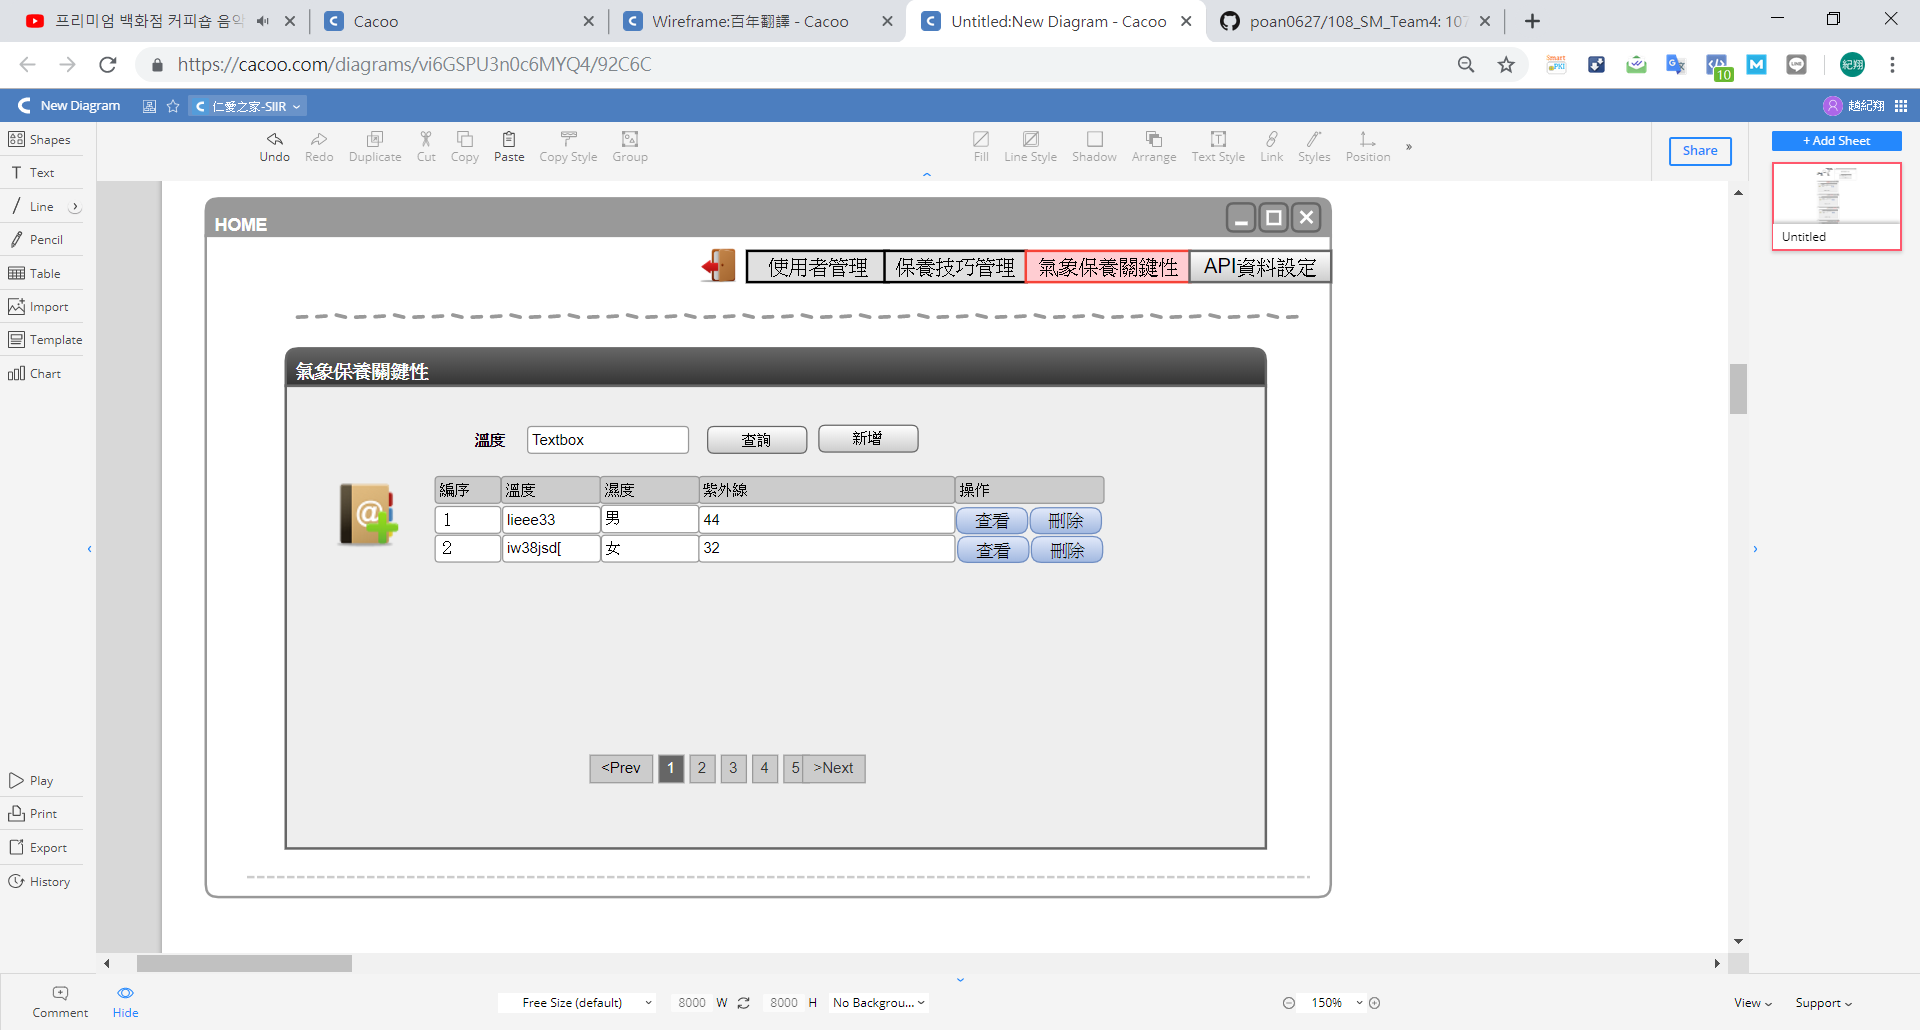 프리미엄 백화점 커피숍 음악
Cacoo
Wireframe:百年翻譯 - Cacoo
Untitled:New Diagram - Cacoo
poan0627/108_SM_Team4: 107
https://cacoo.com/diagrams/vi6GSPU3n0c6MYQ4/92C6C
Smart PKI
10
M
LINE
紀翔
New Diagram
仁愛之家-SIIR
趙紀翔
Shapes
Text
Line
Pencil
Table
Import
Template
Chart
Play
Print
Export
History
Undo
Redo
Duplicate
Cut
Copy
Paste
Copy Style
Group
Fill
Line Style
Shadow
Arrange
Text Style
Link
Styles
Position
Share
+ Add Sheet
Untitled
HOME
使用者管理 保養技巧管理 氣象保養關鍵性 API資料設定
氣象保養關鍵性
溫度 Textbox 查詢 新增
編序 溫度 濕度 紫外線 操作
1 lieee33 男 44 查看 刪除
2 iw38jsd[ 女 32 查看 刪除
<Prev 1 2 3 4 5 >Next
Comment
Hide
Free Size (default) 8000 W 8000 H No Backgrou...
150%
View
Support